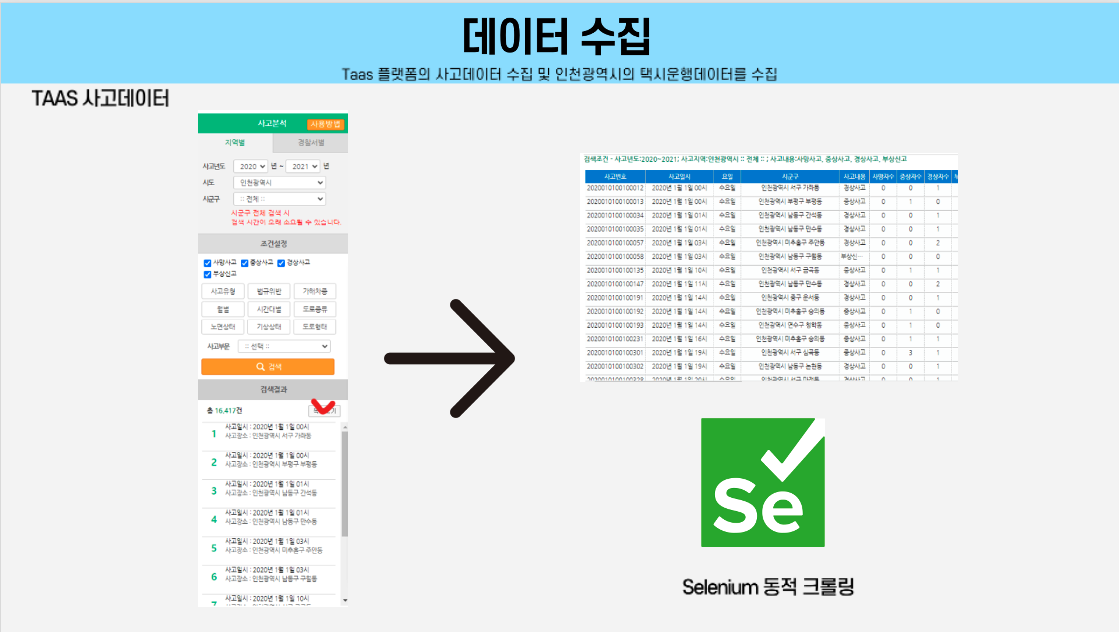 데이터 수집
Taas 플랫폼의 사고데이터 수집 및 인천광역시의 택시운행데이터를 수집
TAAS 사고데이터
사고분석 사용방법
지역별 경찰서별
사고년도 2020 년 ~ 2021 년
시도 인천광역시
시군구 :: 전체 ::
시군구 전체 검색 시
검색 시간이 오래 소요될 수 있습니다.
조건설정
사망사고 중상사고 경상사고
부상신고
사고유형 법규위반 가해차종
월별 시간대별 도로종류
노면상태 기상상태 도로형태
사고부문 :: 선택 ::
검색
검색결과
총 16,417건
1 사고일시 : 2020년 1월 1일 00시
사고장소 : 인천광역시 서구 가좌동
2 사고일시 : 2020년 1월 1일 00시
사고장소 : 인천광역시 부평구 부평동
3 사고일시 : 2020년 1월 1일 01시
사고장소 : 인천광역시 남동구 간석동
4 사고일시 : 2020년 1월 1일 01시
사고장소 : 인천광역시 남동구 만수동
5 사고일시 : 2020년 1월 1일 03시
사고장소 : 인천광역시 미추홀구 주안동
6 사고일시 : 2020년 1월 1일 03시
사고장소 : 인천광역시 남동구 구월동
7 사고일시 : 2020년 1월 1일 10시
검색조건 - 사고년도:2020~2021; 사고지역:인천광역시 :: 전체 :: ; 사고내용:사망사고, 중상사고, 경상사고, 부상신고
사고번호 사고일시 요일 시군구 사고내용 사망자수 중상자수 경상자수
2020010100100012 2020년 1월 1일 00시 수요일 인천광역시 서구 가좌동 경상사고 0 0 1
2020010100100013 2020년 1월 1일 00시 수요일 인천광역시 부평구 부평동 중상사고 0 1 0
2020010100100034 2020년 1월 1일 01시 수요일 인천광역시 남동구 간석동 경상사고 0 0 1
2020010100100035 2020년 1월 1일 01시 수요일 인천광역시 남동구 만수동 경상사고 0 0 1
2020010100100057 2020년 1월 1일 03시 수요일 인천광역시 미추홀구 주안동 경상사고 0 0 2
2020010100100058 2020년 1월 1일 03시 수요일 인천광역시 남동구 구월동 부상신… 0 0 0
2020010100100135 2020년 1월 1일 10시 수요일 인천광역시 서구 금곡동 중상사고 0 1 1
2020010100100147 2020년 1월 1일 11시 수요일 인천광역시 남동구 만수동 경상사고 0 0 2
2020010100100191 2020년 1월 1일 14시 수요일 인천광역시 중구 운서동 경상사고 0 0 1
2020010100100192 2020년 1월 1일 14시 수요일 인천광역시 미추홀구 숭의동 중상사고 0 1 0
2020010100100193 2020년 1월 1일 14시 수요일 인천광역시 연수구 청학동 중상사고 0 1 0
2020010100100231 2020년 1월 1일 16시 수요일 인천광역시 미추홀구 숭의동 중상사고 0 1 1
2020010100100301 2020년 1월 1일 19시 수요일 인천광역시 서구 심곡동 중상사고 0 3 1
2020010100100302 2020년 1월 1일 19시 수요일 인천광역시 남동구 논현동 경상사고 0 0 1
Se
Selenium 동적 크롤링